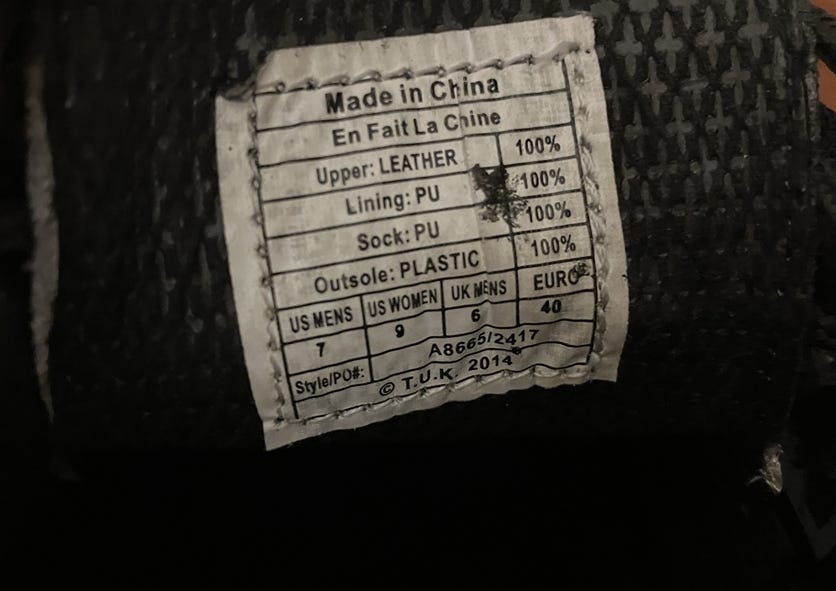 Made in China
En Fait La Chine
Upper: LEATHER 100%
Lining: PU 100%
Sock: PU 100%
Outsole: PLASTIC 100%
US MENS US WOMEN UK MENS EURO
7 9 6 40
Style/PO#: A8665/2417
© T.U.K. 2014